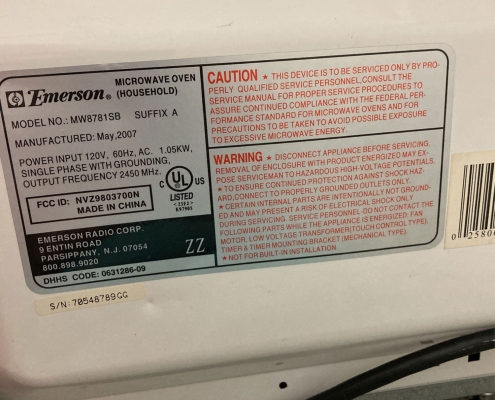 Emerson®
MICROWAVE OVEN
(HOUSEHOLD)
MODEL NO.: MW8781SB SUFFIX A
MANUFACTURED: May,2007
POWER INPUT 120V, 60Hz, AC. 1.05KW,
SINGLE PHASE WITH GROUNDING,
OUTPUT FREQUENCY 2450 MHz.
C UL US
LISTED
FCC ID: NVZ9803700N
MADE IN CHINA
EMERSON RADIO CORP.
9 ENTIN ROAD
PARSIPPANY, N.J. 07054
800.898.9020
ZZ
DHHS CODE: 0631286-09
CAUTION ★ THIS DEVICE IS TO BE SERVICED ONLY BY PRO-
PERLY QUALIFIED SERVICE PERSONNEL.CONSULT THE
SERVICE MANUAL FOR PROPER SERVICE PROCEDURES TO
ASSURE CONTINUED COMPLIANCE WITH THE FEDERAL PER-
FORMANCE STANDARD FOR MICROWAVE OVENS AND FOR
PRECAUTIONS TO BE TAKEN TO AVOID POSSIBLE EXPOSURE
TO EXCESSIVE MICROWAVE ENERGY.
WARNING ★ DISCONNECT APPLIANCE BEFORE SERVICING.
REMOVAL OF ENCLOSURE WITH PRODUCT ENERGIZED MAY EX-
POSE SERVICEMAN TO HAZARDOUS HIGH-VOLTAGE POTENTIALS.
★ TO ENSURE CONTINUED PROTECTION AGAINST SHOCK HAZ-
ARD,CONNECT TO PROPERLY GROUNDED OUTLETS ONLY.
★ CERTAIN INTERNAL PARTS ARE INTENTIONALLY NOT GROUND-
ED AND MAY PRESENT A RISK OF ELECTRIC SHOCK ONLY
DURING SERVICING. SERVICE PERSONNEL-DO NOT CONTACT THE
FOLLOWING PARTS WHILE THE APPLIANCE IS ENERGIZED: FAN
MOTOR, LOW VOLTAGE TRANSFORMER(TOUCH CONTROL TYPE),
TIMER & TIMER MOUNTING BRACKET(MECHANICAL TYPE).
★ NOT FOR BUILT-IN INSTALLATION.
S/N: 70548789GG
0 25806